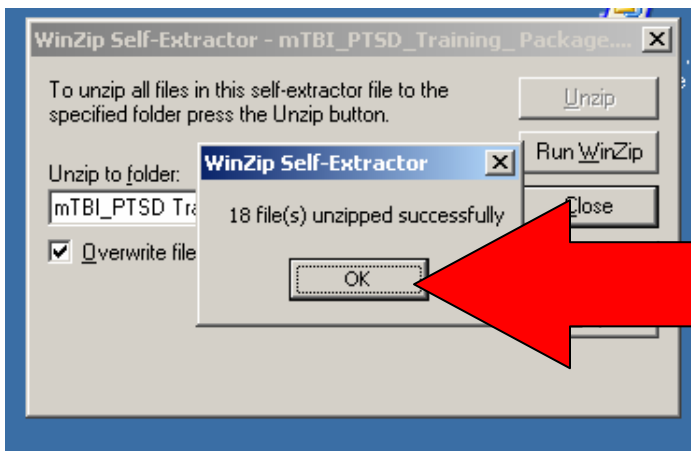 WinZip Self-Extractor - mTBI_PTSD_Training_ Package....
To unzip all files in this self-extractor file to the
specified folder press the Unzip button.
Unzip
Run WinZip
Unzip to folder:
mTBI_PTSD
Close
Overwrite file
WinZip Self-Extractor
18 file(s) unzipped successfully
OK